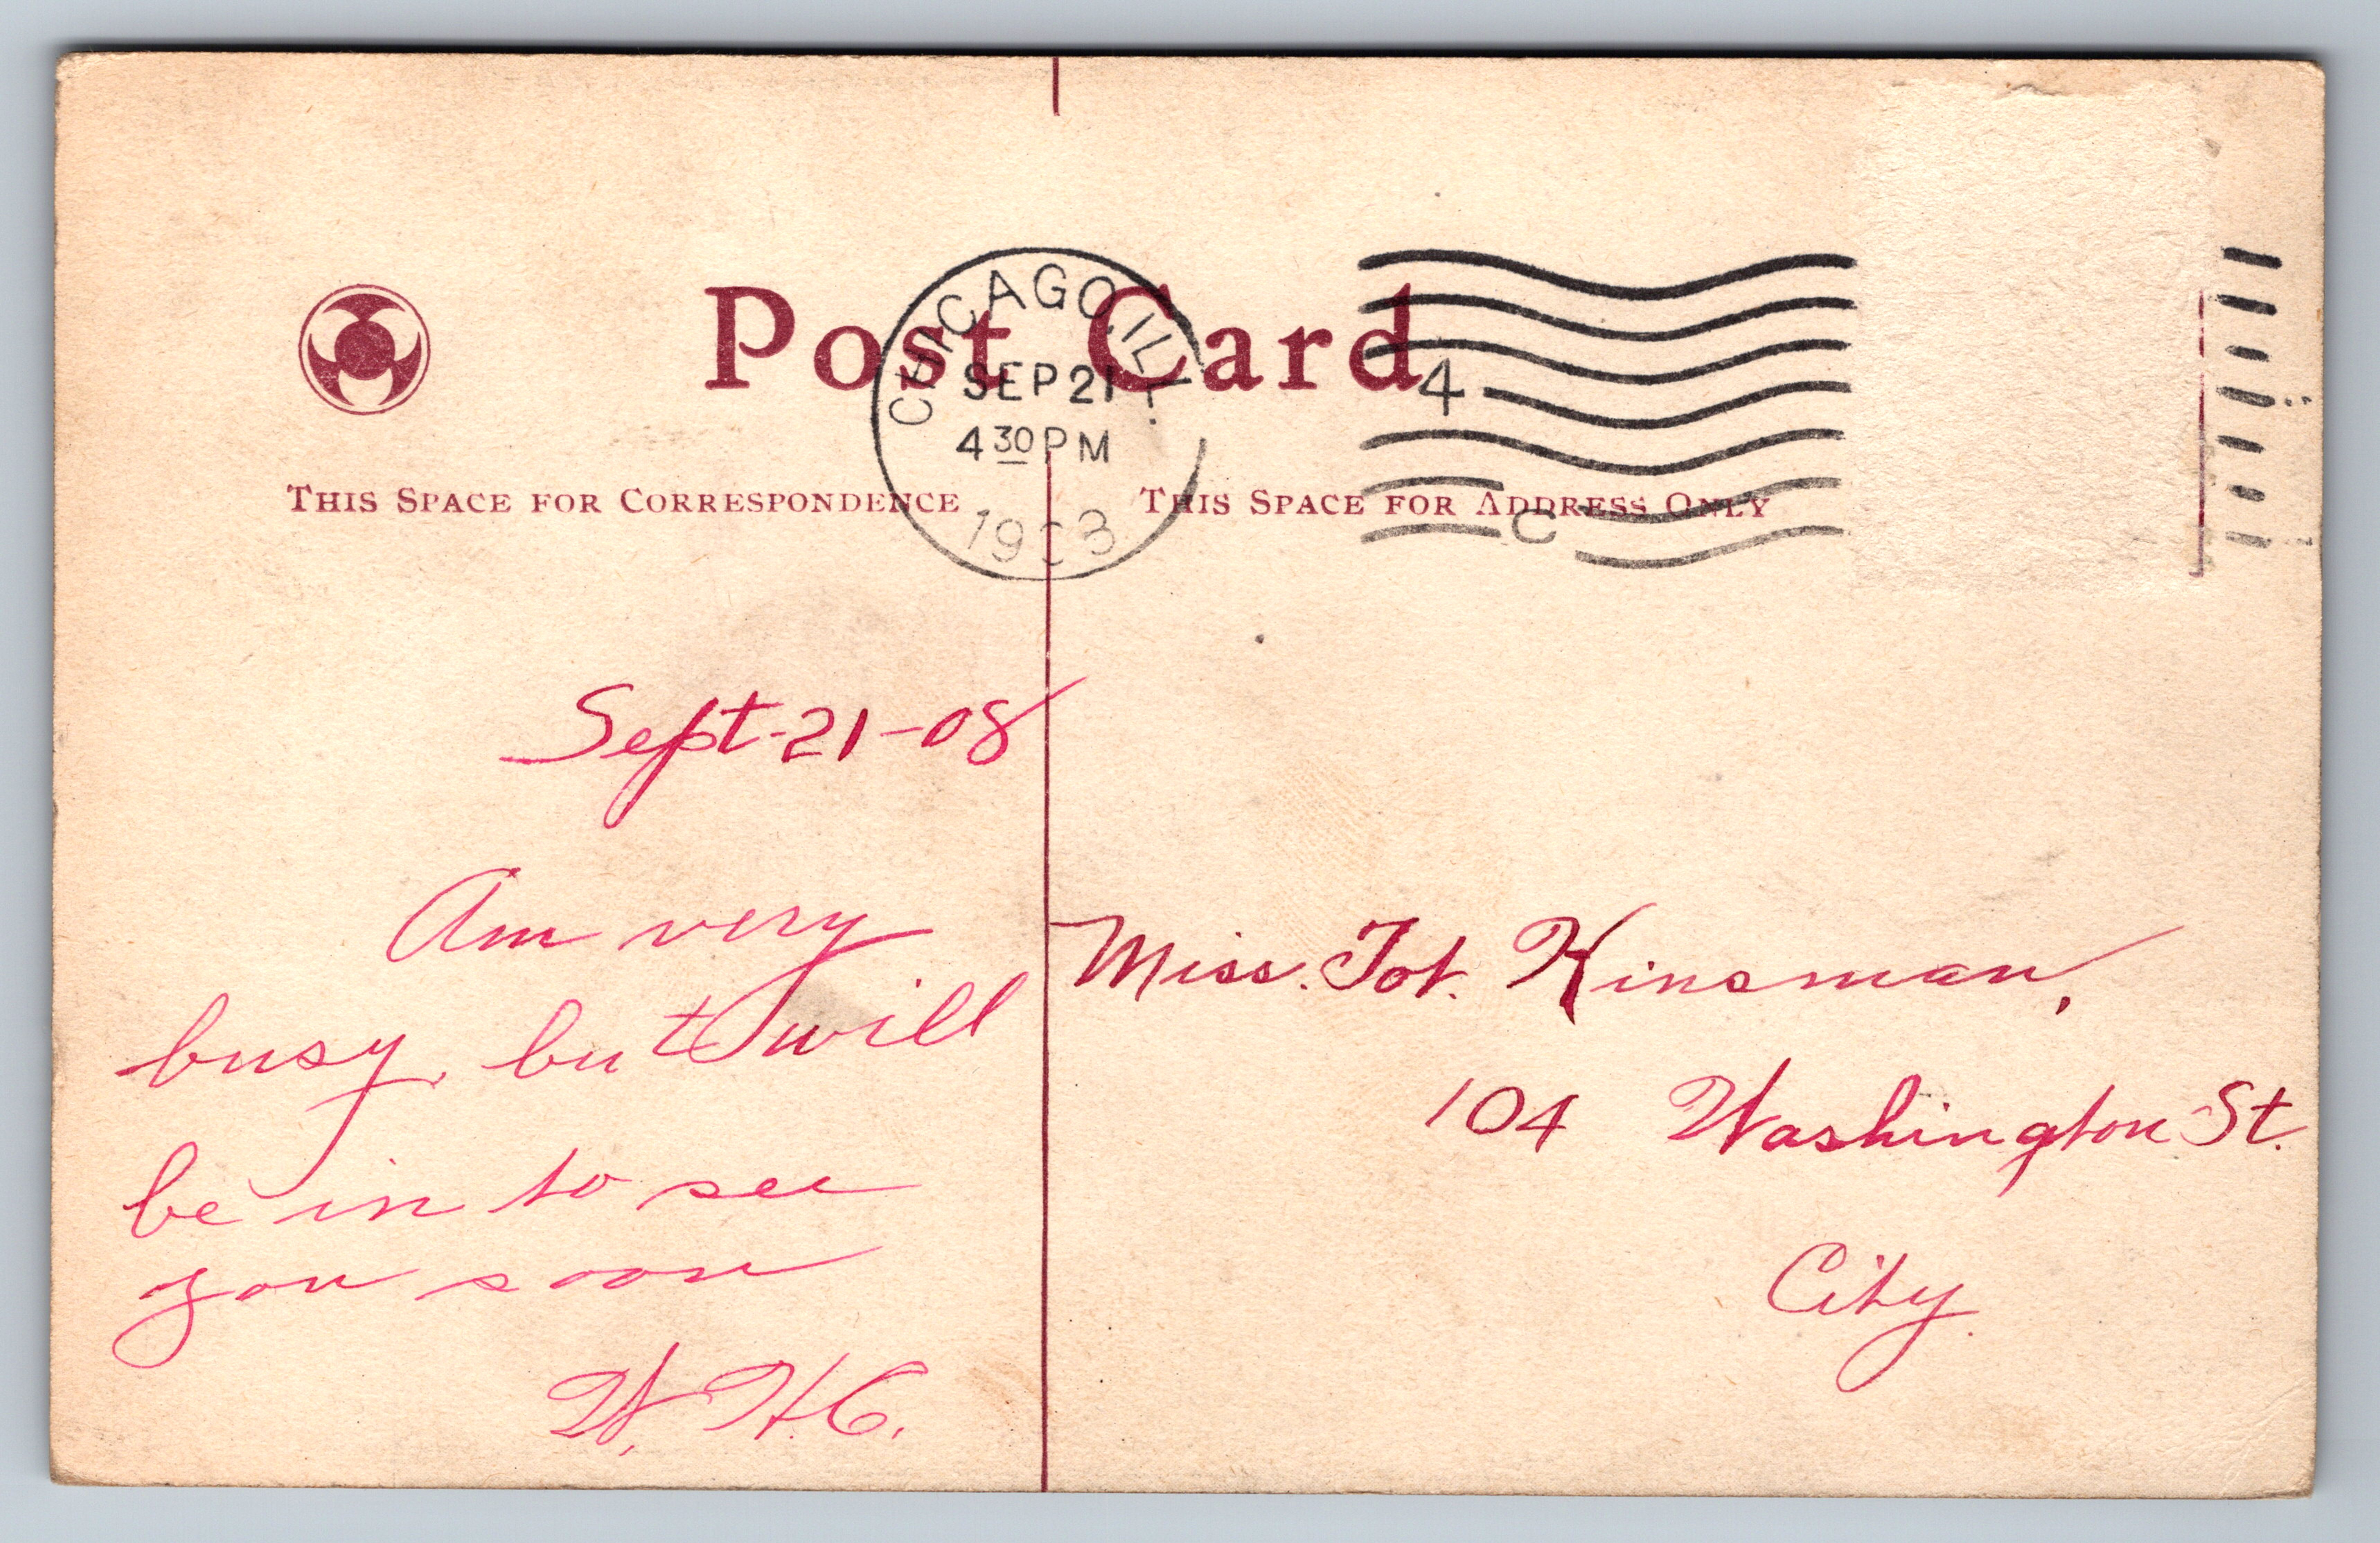 Post Card
CHICAGO, ILL.
SEP 21
4 30 PM
1908
4
C
THIS SPACE FOR CORRESPONDENCE
THIS SPACE FOR ADDRESS ONLY
Sept-21-08
Am very
busy, but will
be in to see
you soon
W. H. C.
Miss. Tot. Kinsman,
104 Washington St.
City.